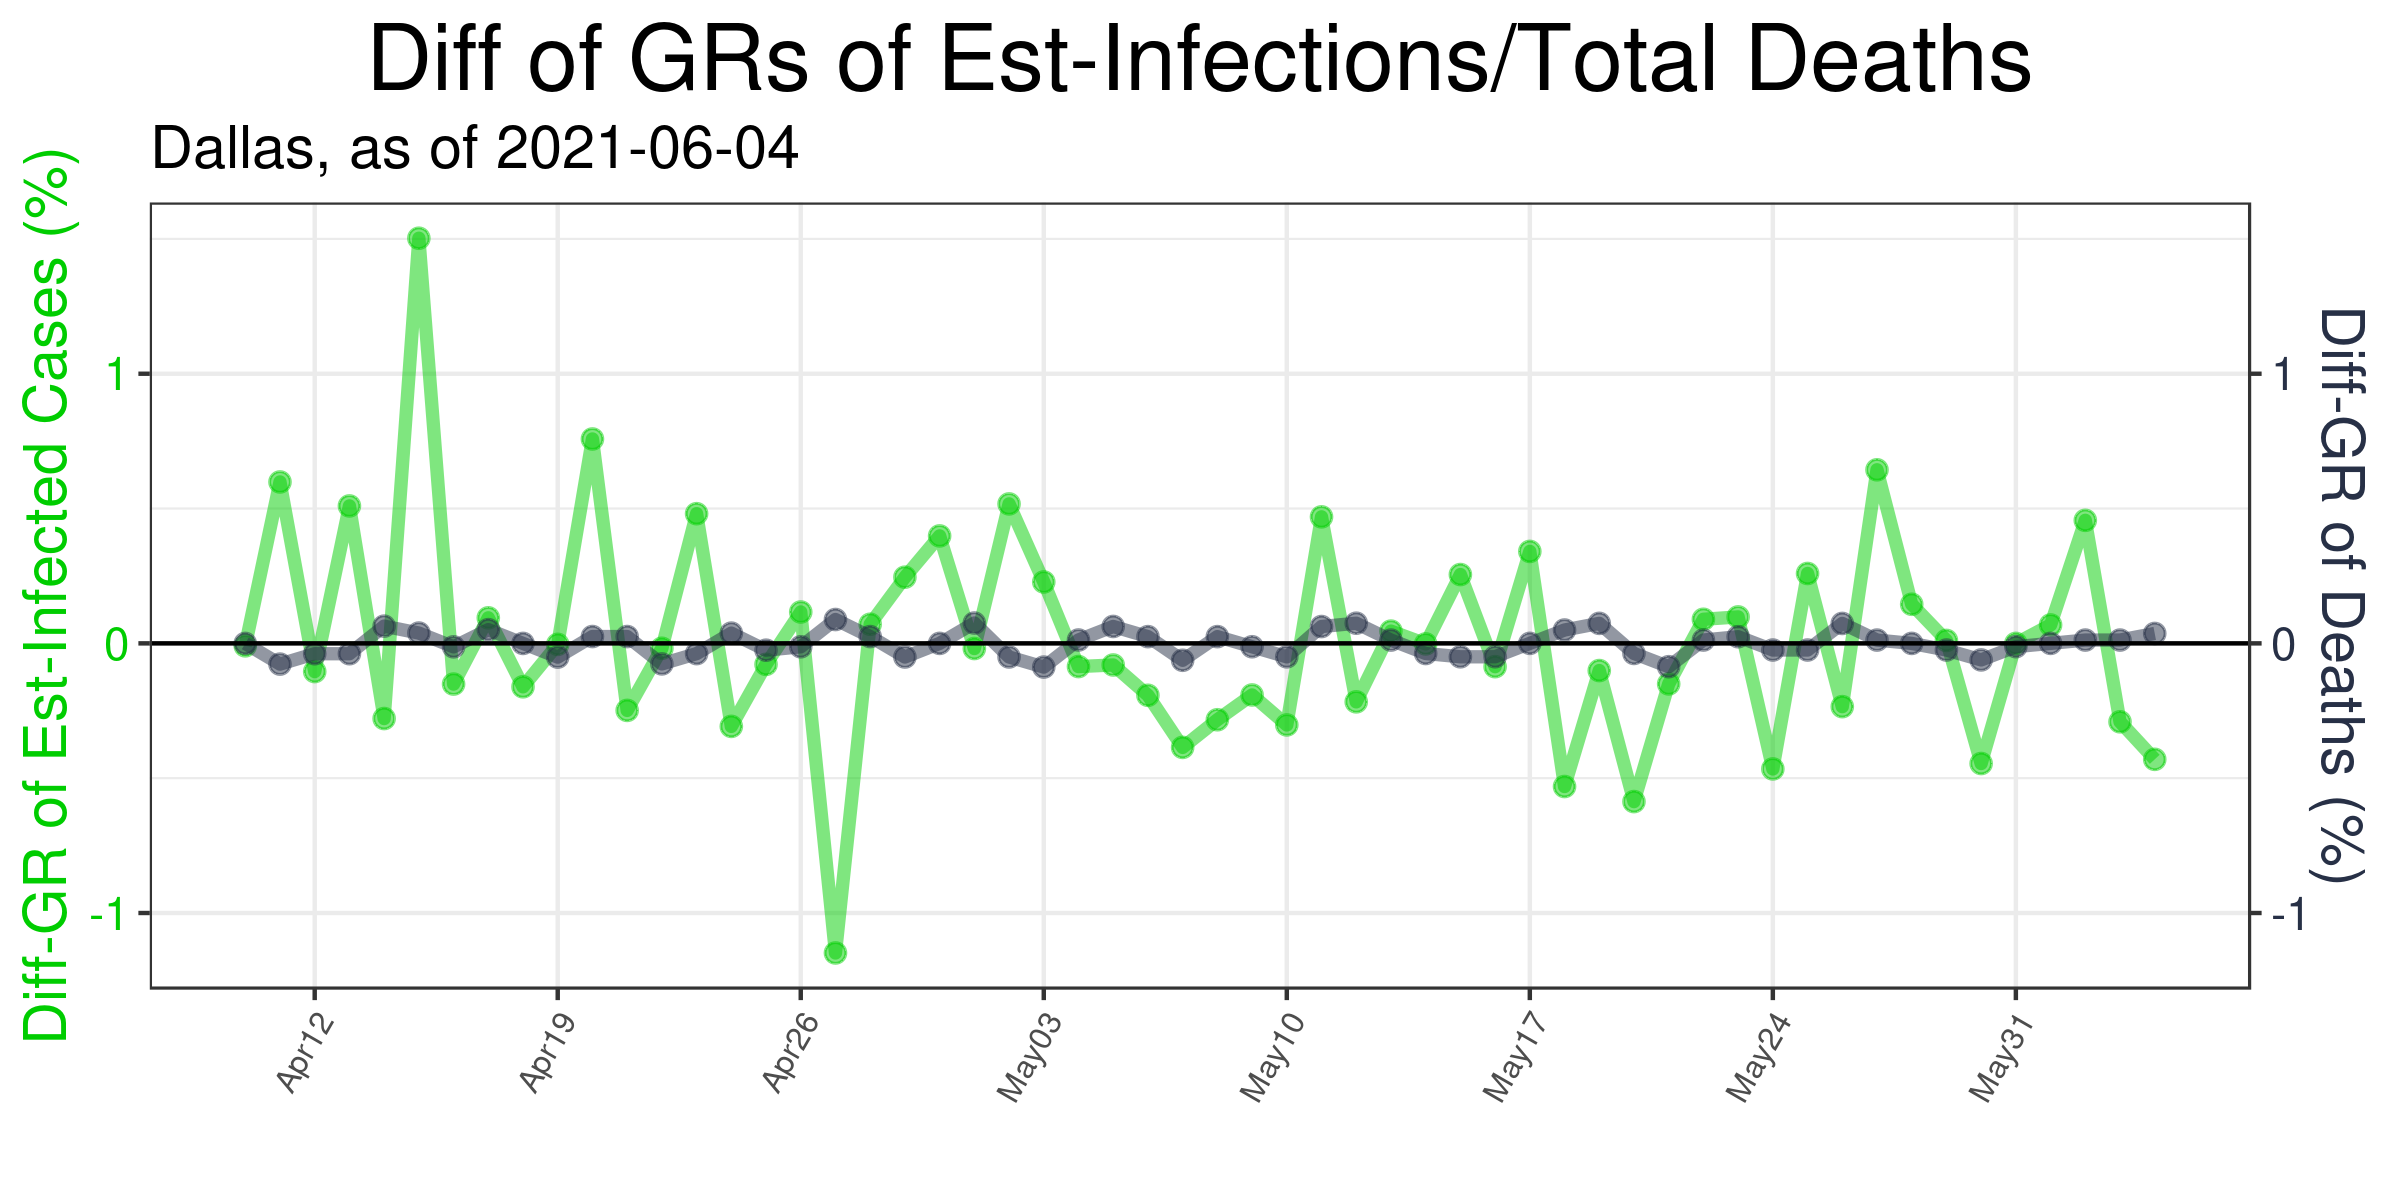 Diff of GRs of Est-Infections/Total Deaths
Dallas, as of 2021-06-04
Diff-GR of Est-Infected Cases (%)
1
0
-1
1
0
-1
Diff-GR of Deaths (%)
Apr12
Apr19
Apr26
May03
May10
May17
May24
May31